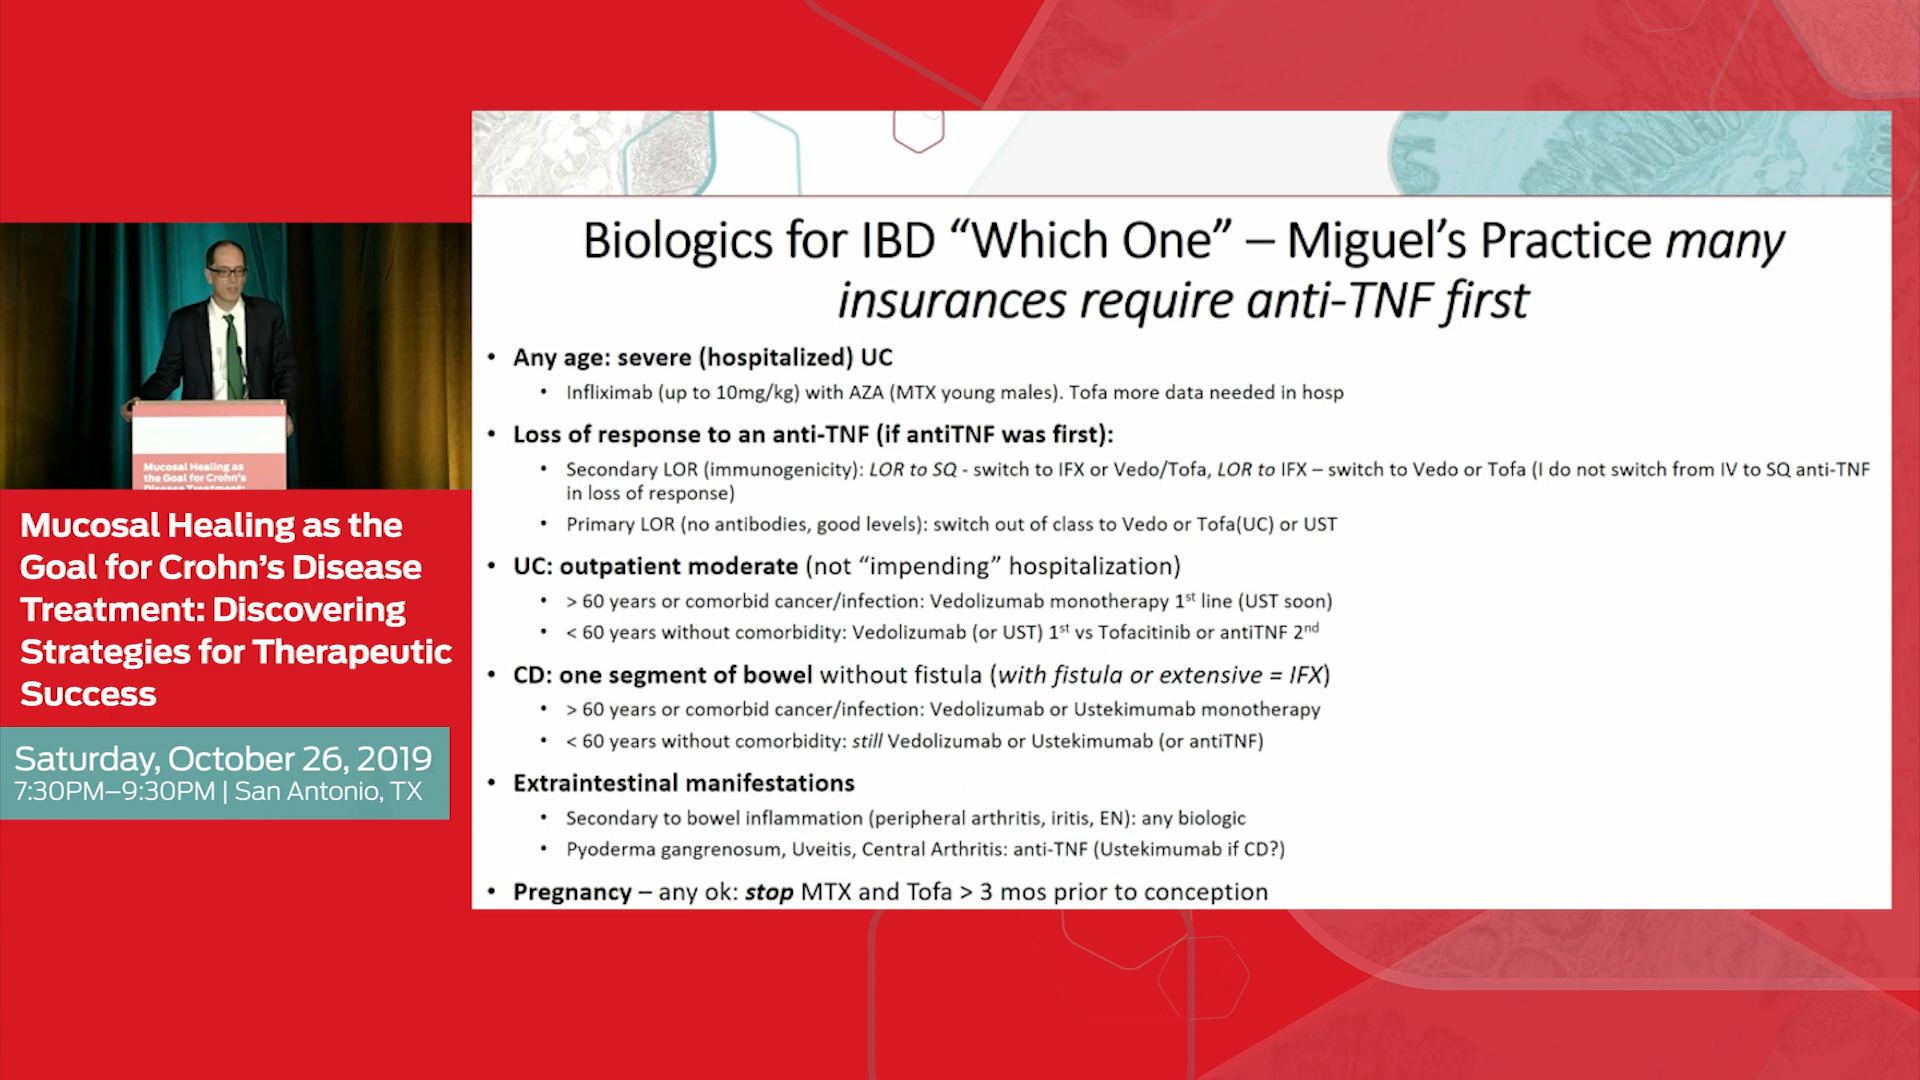 Biologics for IBD “Which One” – Miguel’s Practice many
insurances require anti-TNF first
• Any age: severe (hospitalized) UC
• Infliximab (up to 10mg/kg) with AZA (MTX young males). Tofa more data needed in hosp
• Loss of response to an anti-TNF (if antiTNF was first):
• Secondary LOR (immunogenicity): LOR to SQ - switch to IFX or Vedo/Tofa, LOR to IFX – switch to Vedo or Tofa (I do not switch from IV to SQ anti-TNF
in loss of response)
• Primary LOR (no antibodies, good levels): switch out of class to Vedo or Tofa(UC) or UST
• UC: outpatient moderate (not “impending” hospitalization)
• > 60 years or comorbid cancer/infection: Vedolizumab monotherapy 1st line (UST soon)
• < 60 years without comorbidity: Vedolizumab (or UST) 1st vs Tofacitinib or antiTNF 2nd
• CD: one segment of bowel without fistula (with fistula or extensive = IFX)
• > 60 years or comorbid cancer/infection: Vedolizumab or Ustekimumab monotherapy
• < 60 years without comorbidity: still Vedolizumab or Ustekimumab (or antiTNF)
• Extraintestinal manifestations
• Secondary to bowel inflammation (peripheral arthritis, iritis, EN): any biologic
• Pyoderma gangrenosum, Uveitis, Central Arthritis: anti-TNF (Ustekimumab if CD?)
• Pregnancy – any ok: stop MTX and Tofa > 3 mos prior to conception
Mucosal Healing as
the Goal for Crohn's
Disease Treatment:
Mucosal Healing as the
Goal for Crohn’s Disease
Treatment: Discovering
Strategies for Therapeutic
Success
Saturday, October 26, 2019
7:30PM–9:30PM | San Antonio, TX